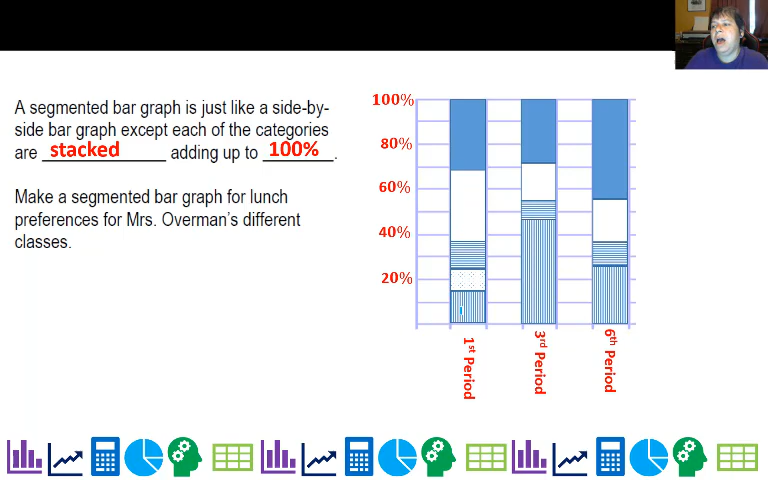 A segmented bar graph is just like a side-by-
side bar graph except each of the categories
are stacked adding up to 100%.
Make a segmented bar graph for lunch
preferences for Mrs. Overman's different
classes.
100%
80%
60%
40%
20%
1st Period
3rd Period
6th Period